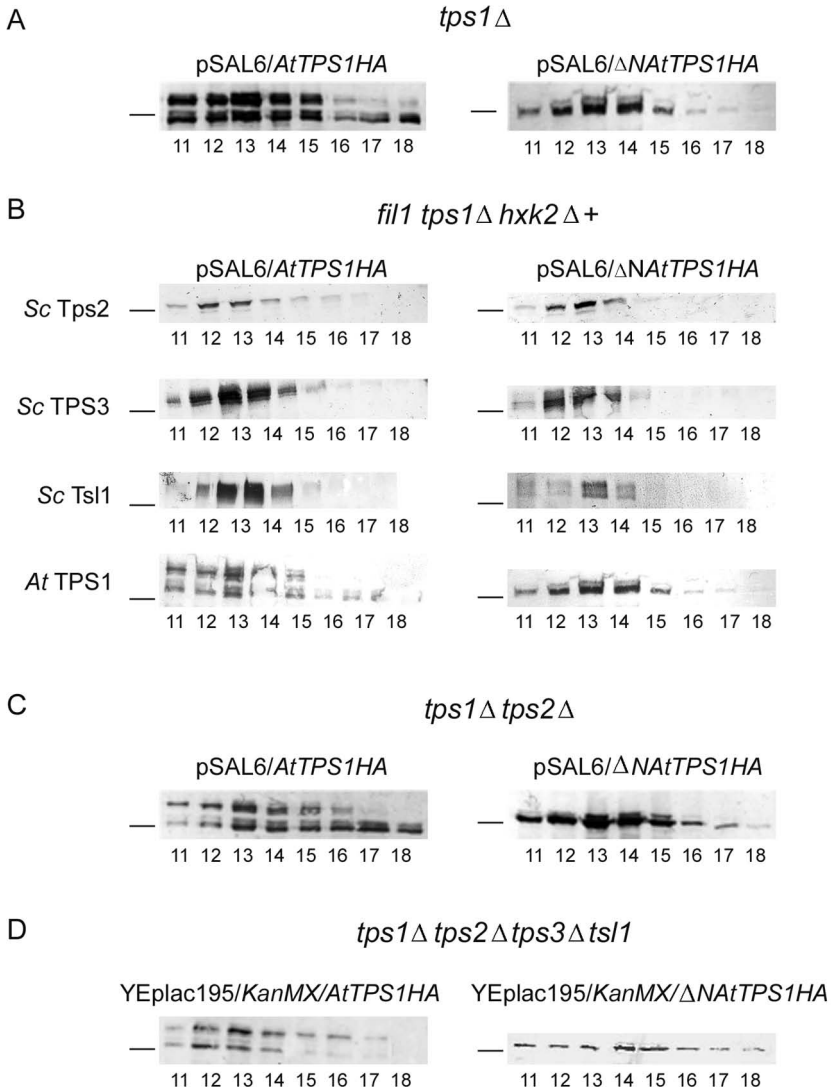 A
tps1Δ
pSAL6/AtTPS1HA
pSAL6/ΔNAtTPS1HA
11 12 13 14 15 16 17 18
11 12 13 14 15 16 17 18
B
fil1 tps1Δ hxk2Δ+
pSAL6/AtTPS1HA
pSAL6/ΔNAtTPS1HA
Sc Tps2
11 12 13 14 15 16 17 18
11 12 13 14 15 16 17 18
Sc TPS3
11 12 13 14 15 16 17 18
11 12 13 14 15 16 17 18
Sc Tsl1
11 12 13 14 15 16 17 18
11 12 13 14 15 16 17 18
At TPS1
11 12 13 14 15 16 17 18
11 12 13 14 15 16 17 18
C
tps1Δ tps2Δ
pSAL6/AtTPS1HA
pSAL6/ΔNAtTPS1HA
11 12 13 14 15 16 17 18
11 12 13 14 15 16 17 18
D
tps1Δ tps2Δtps3Δtsl1
YEplac195/KanMX/AtTPS1HA
YEplac195/KanMX/ΔNAtTPS1HA
11 12 13 14 15 16 17 18
11 12 13 14 15 16 17 18